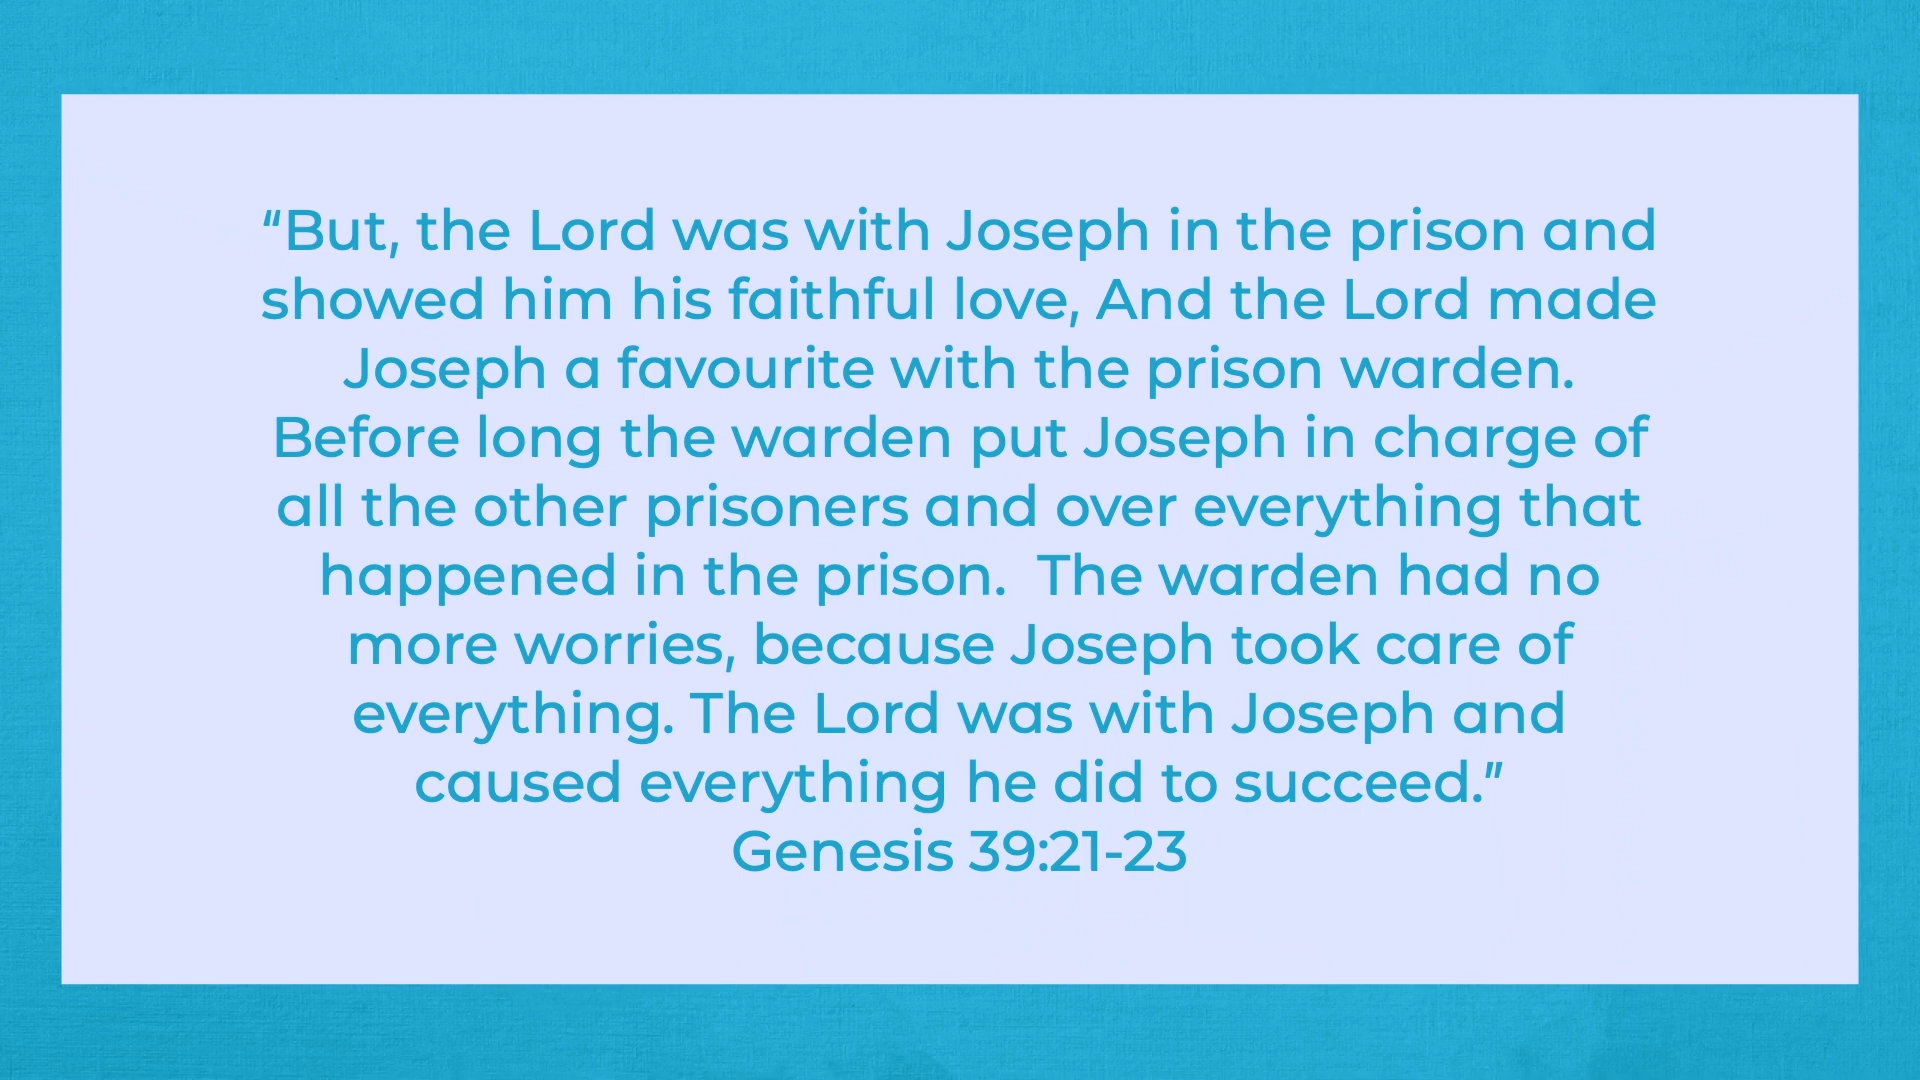 “But, the Lord was with Joseph in the prison and
showed him his faithful love, And the Lord made
Joseph a favourite with the prison warden.
Before long the warden put Joseph in charge of
all the other prisoners and over everything that
happened in the prison.  The warden had no
more worries, because Joseph took care of
everything. The Lord was with Joseph and
caused everything he did to succeed.”
Genesis 39:21-23